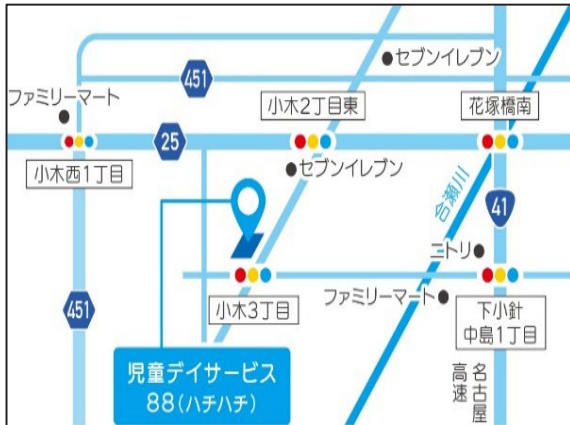 セブンイレブン
451
ファミリーマート
小木2丁目東
花塚橋南
25
小木西1丁目
セブンイレブン
合瀬川
41
ニトリ
451
小木3丁目
ファミリーマート
下小針
中島1丁目
児童デイサービス
88(ハチハチ)
名古屋
高速